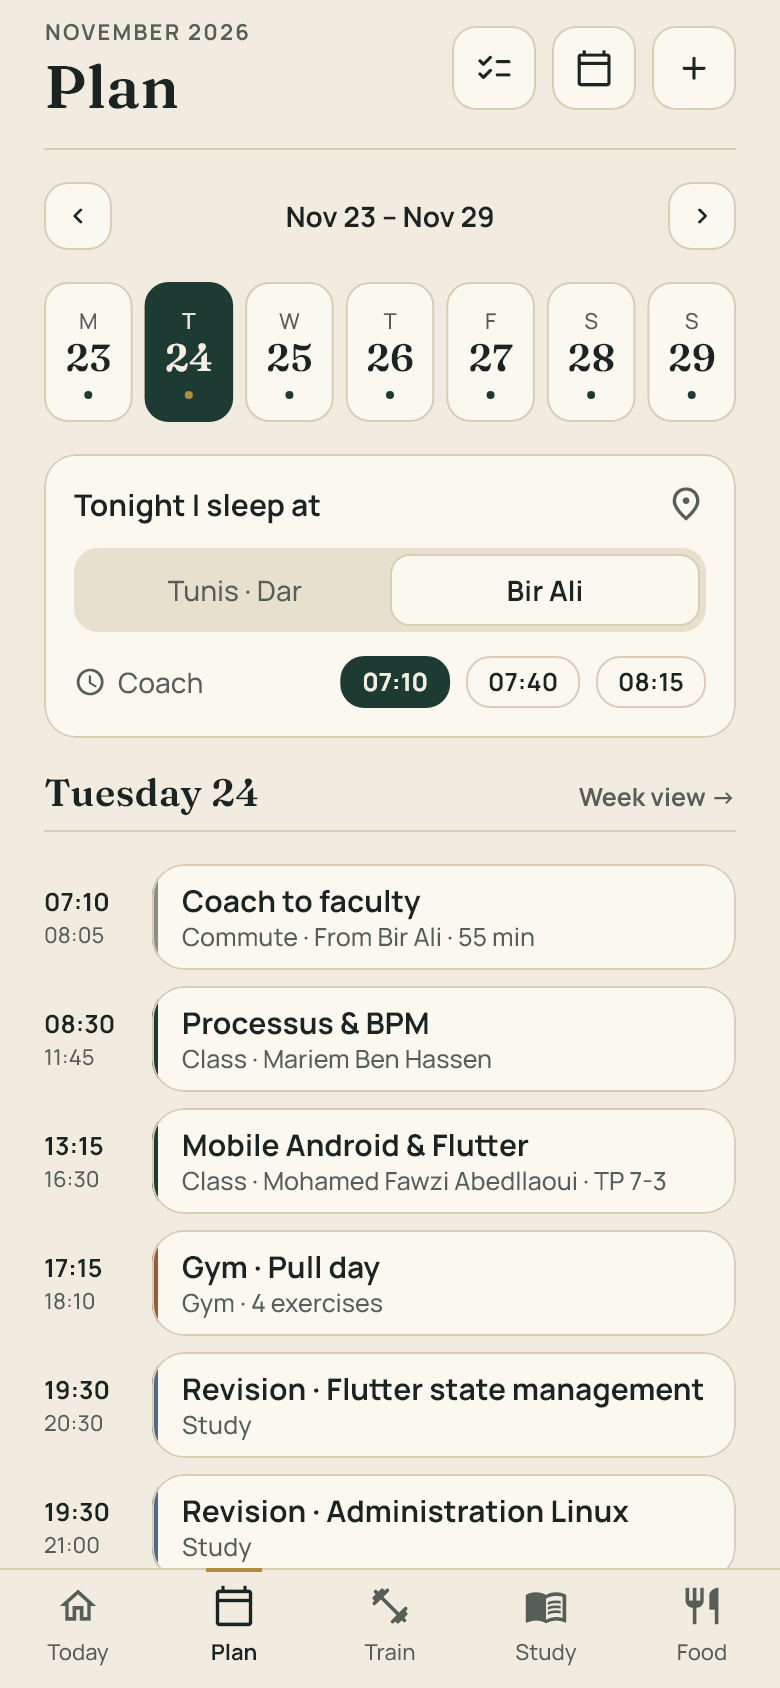 NOVEMBER 2026
Plan
Nov 23 – Nov 29
M T W T F S S
23 24 25 26 27 28 29
Tonight I sleep at
Tunis · Dar Bir Ali
Coach 07:10 07:40 08:15
Tuesday 24 Week view →
07:10 Coach to faculty
08:05 Commute · From Bir Ali · 55 min
08:30 Processus & BPM
11:45 Class · Mariem Ben Hassen
13:15 Mobile Android & Flutter
16:30 Class · Mohamed Fawzi Abedllaoui · TP 7-3
17:15 Gym · Pull day
18:10 Gym · 4 exercises
19:30 Revision · Flutter state management
20:30 Study
19:30 Revision · Administration Linux
21:00 Study
Today Plan Train Study Food